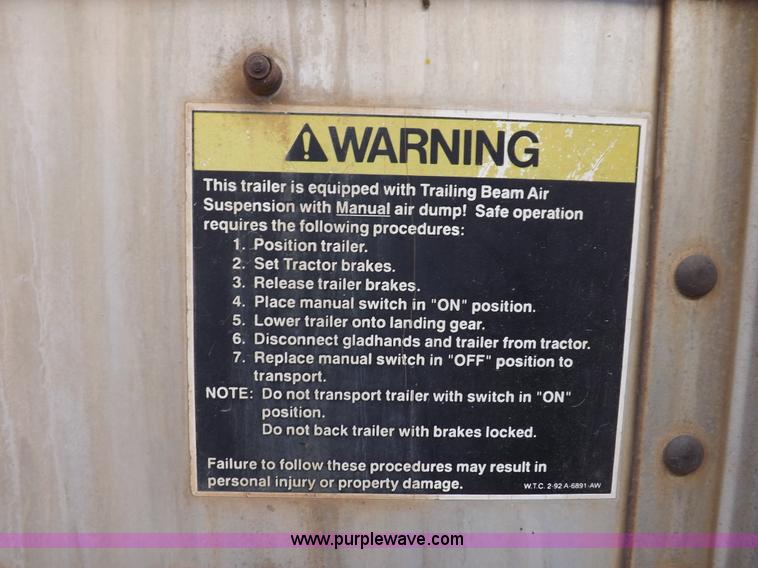 WARNING
This trailer is equipped with Trailing Beam Air
Suspension with Manual air dump! Safe operation
requires the following procedures:
1. Position trailer.
2. Set Tractor brakes.
3. Release trailer brakes.
4. Place manual switch in "ON" position.
5. Lower trailer onto landing gear.
6. Disconnect gladhands and trailer from tractor.
7. Replace manual switch in "OFF" position to
transport.
NOTE: Do not transport trailer with switch in "ON"
position.
Do not back trailer with brakes locked.
Failure to follow these procedures may result in
personal injury or property damage.
W.T.C. 2-92 A-6891-AW
www.purplewave.com